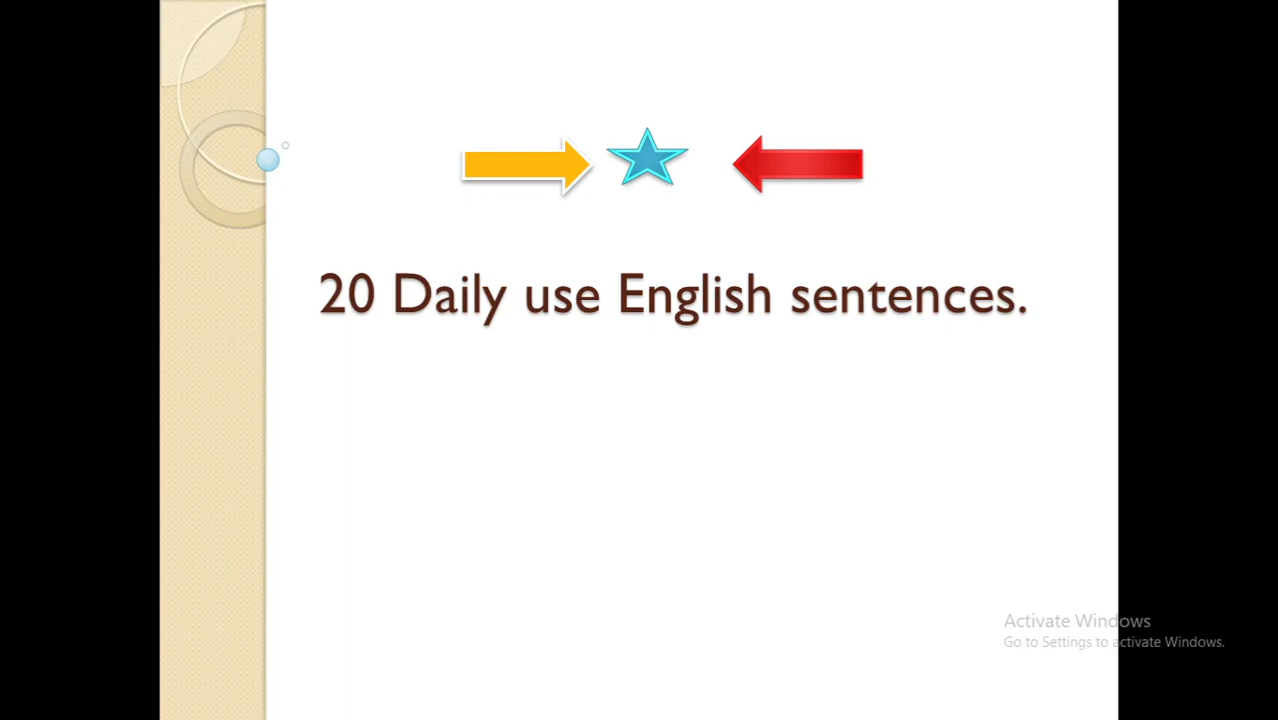 20 Daily use English sentences.
Activate Windows
Go to Settings to activate Windows.